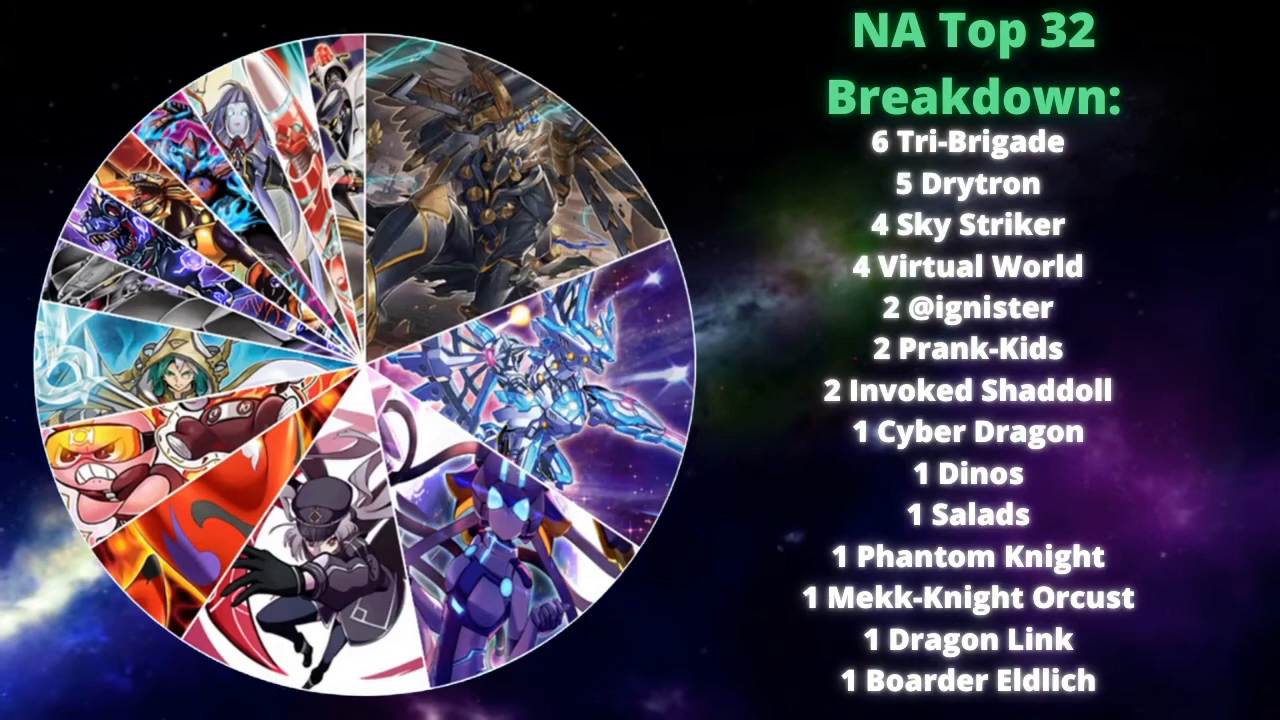 NA Top 32
Breakdown:
6 Tri-Brigade
5 Drytron
4 Sky Striker
4 Virtual World
2 @ignister
2 Prank-Kids
2 Invoked Shaddoll
1 Cyber Dragon
1 Dinos
1 Salads
1 Phantom Knight
1 Mekk-Knight Orcust
1 Dragon Link
1 Boarder Eldlich